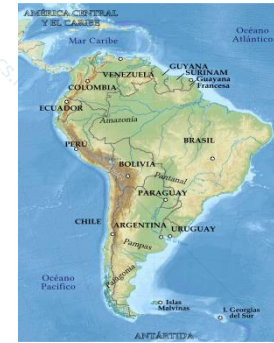 AMÉRICA CENTRAL
Y EL CARIBE
Océano
Atlántico
Mar Caribe
GUYANA
VENEZUELA
SURINAM
Guayana
Francesa
COLOMBIA
ECUADOR
Amazonia
PERÚ
BRASIL
BOLIVIA
Pantanal
PARAGUAY
CHILE
ARGENTINA
URUGUAY
Pampas
Océano
Pacífico
Patagonia
Islas
Malvinas
I. Georgias
del Sur
ANTÁRTIDA